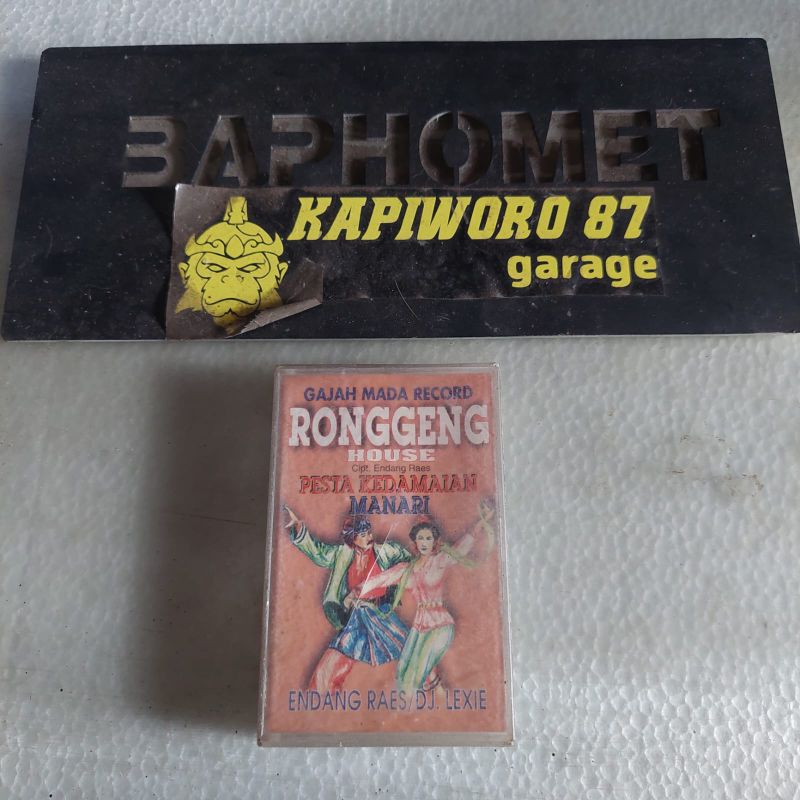 BAPHOMET
KAPIWORO 87
garage
GAJAH MADA RECORD
RONGGENG
HOUSE
Cipt. Endang Raes
PESTA KEDAMAIAN
MANARI
ENDANG RAES/DJ. LEXIE